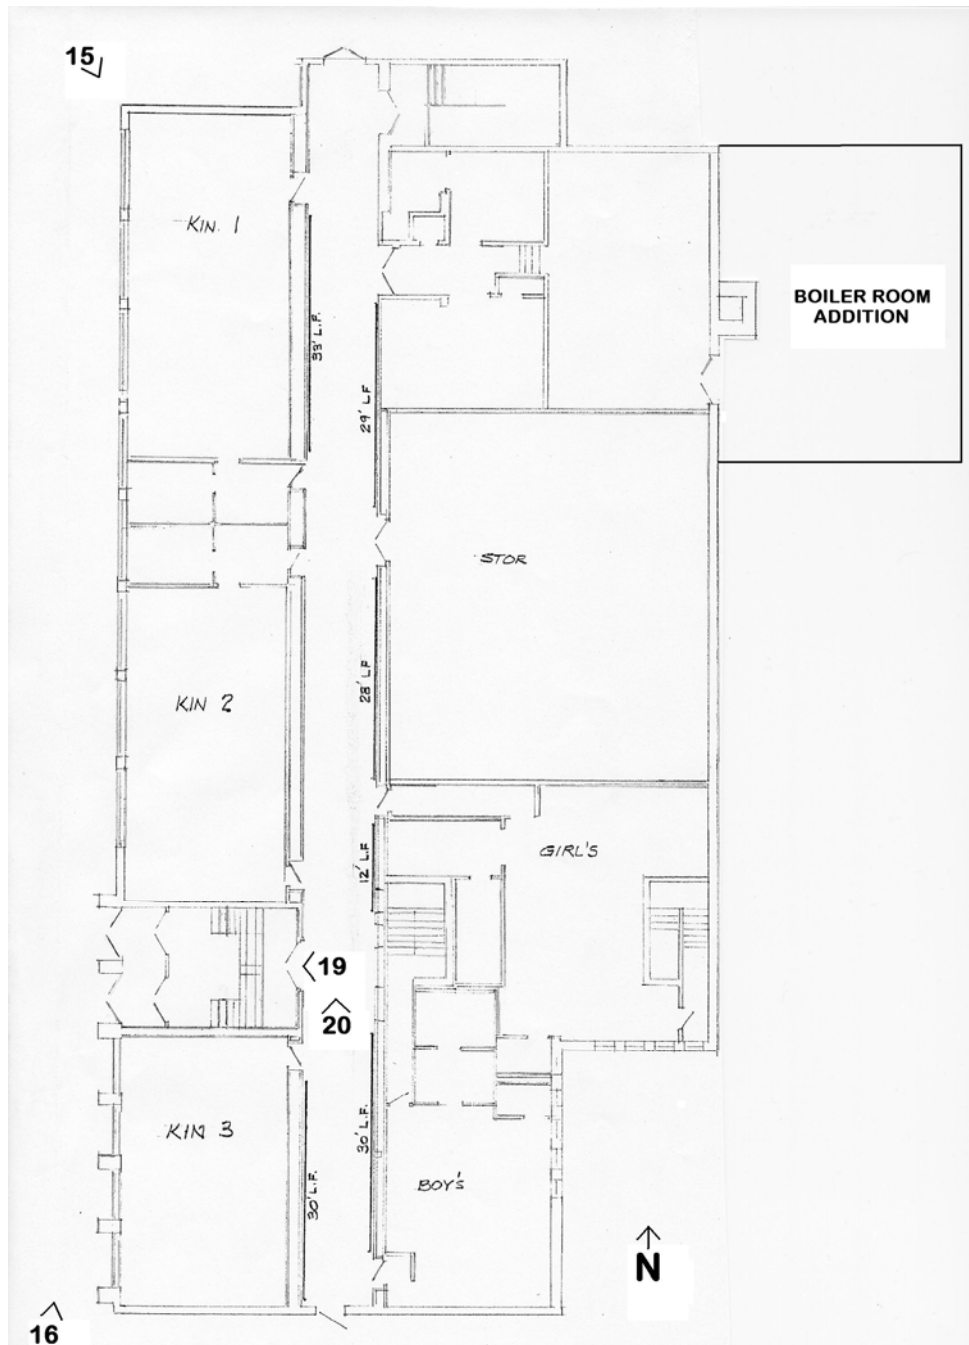 15
KIN. 1
BOILER ROOM
ADDITION
33' L.F.
29' L.F
STOR
KIN 2
28' L.F
GIRL'S
12' L.F
19
20
KIN 3
30' L.F.
BOY'S
30' L.F.
N
16